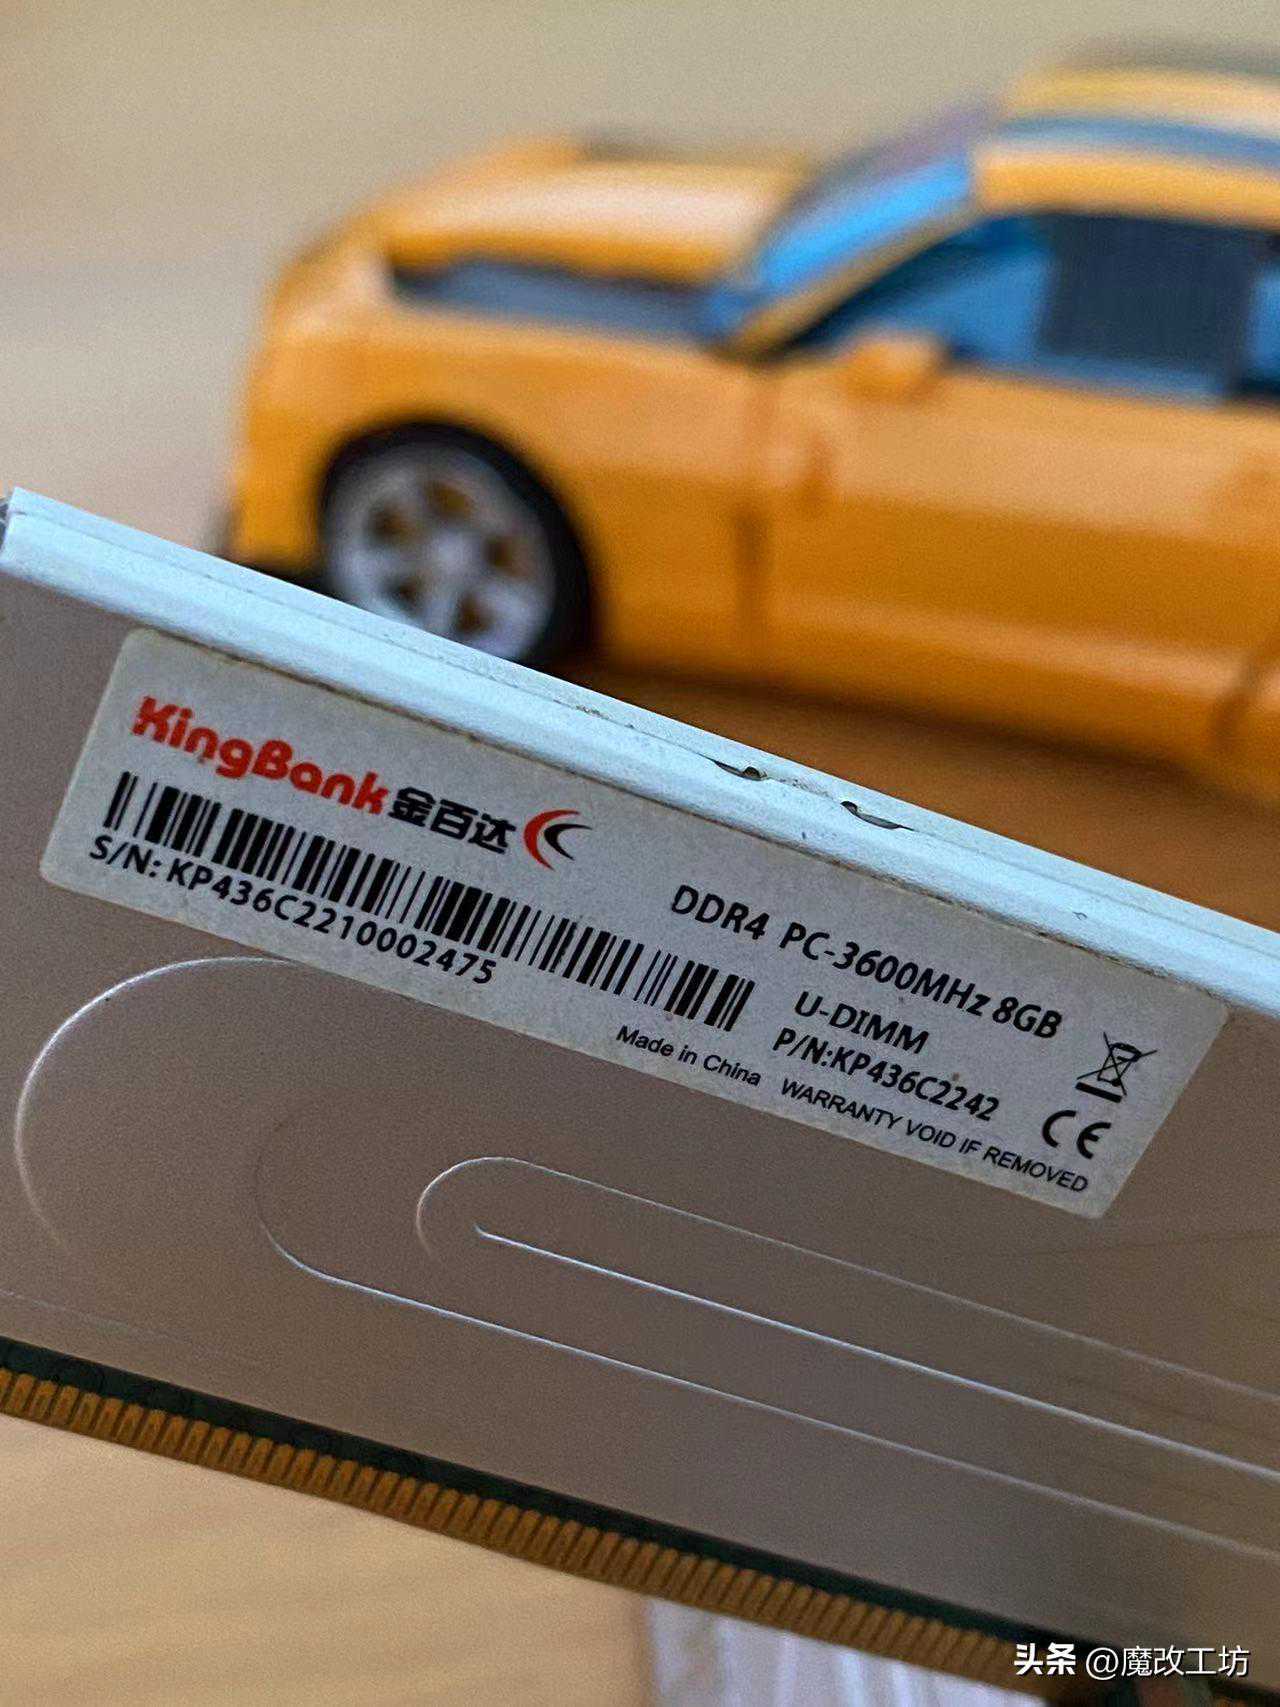 KingBank金百达
S/N: KP436C2210002475
DDR4 PC-3600MHz 8GB
U-DIMM
P/N:KP436C2242
Made in China WARRANTY VOID IF REMOVED
CE
头条 @魔改工坊